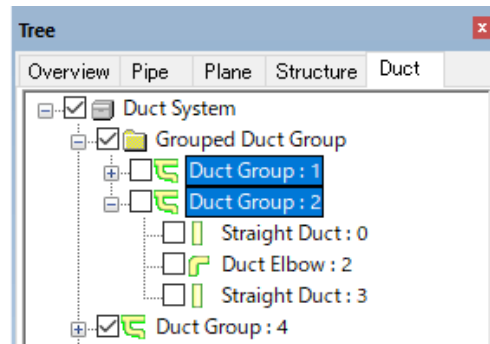 Tree
Overview Pipe Plane Structure Duct
Duct System
Grouped Duct Group
Duct Group : 1
Duct Group : 2
Straight Duct : 0
Duct Elbow : 2
Straight Duct : 3
Duct Group : 4